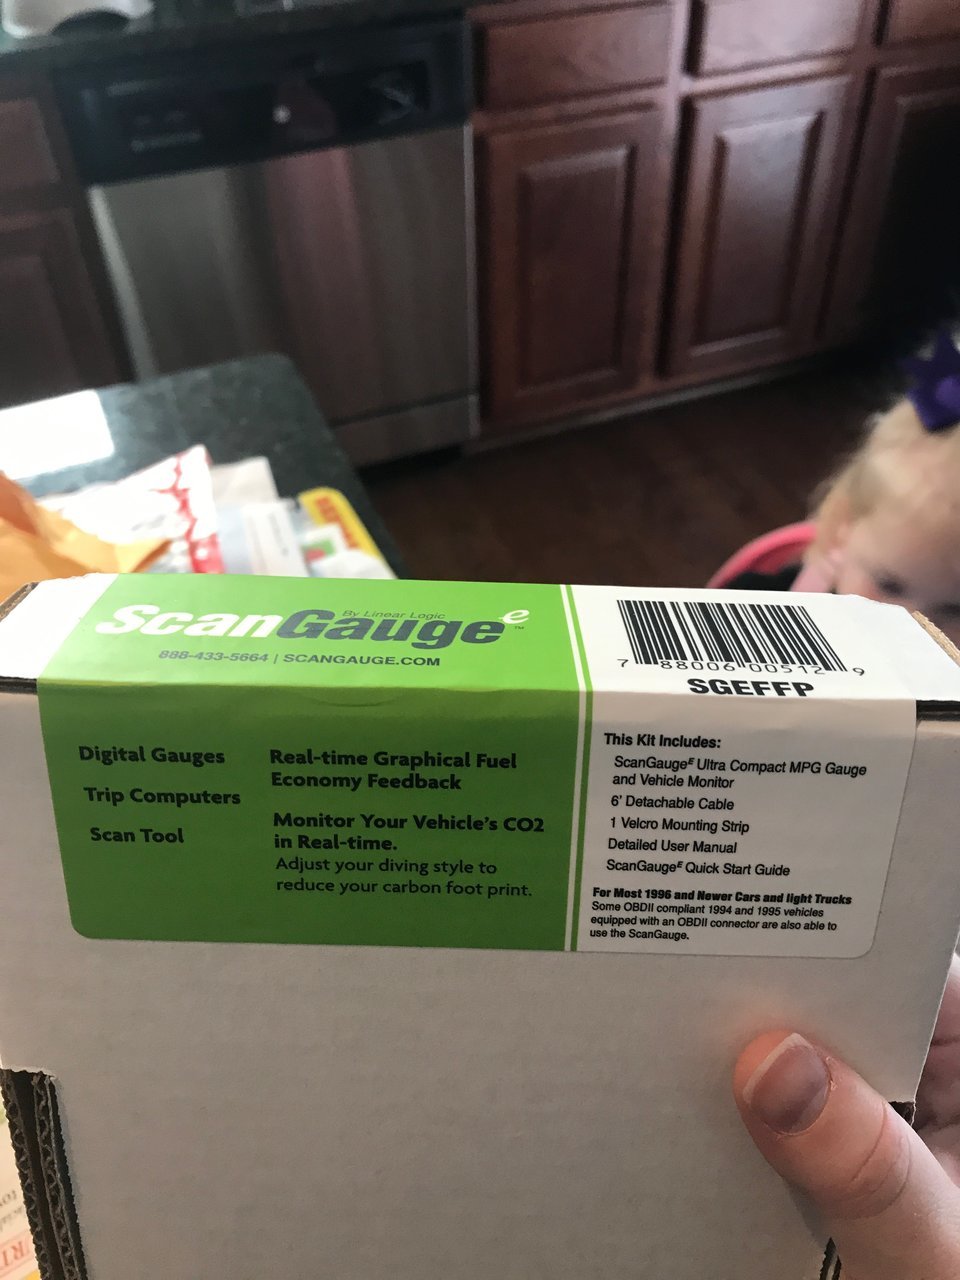 By Linear Logic
ScanGauge e ™
888-433-5664 | SCANGAUGE.COM
Digital Gauges
Trip Computers
Scan Tool
Real-time Graphical Fuel
Economy Feedback
Monitor Your Vehicle's CO2
in Real-time.
Adjust your diving style to
reduce your carbon foot print.
7 88006 00512 9
SGEFFP
This Kit Includes:
ScanGaugeE Ultra Compact MPG Gauge
and Vehicle Monitor
6' Detachable Cable
1 Velcro Mounting Strip
Detailed User Manual
ScanGaugeE Quick Start Guide
For Most 1996 and Newer Cars and light Trucks
Some OBDII compliant 1994 and 1995 vehicles
equipped with an OBDII connector are also able to
use the ScanGauge.